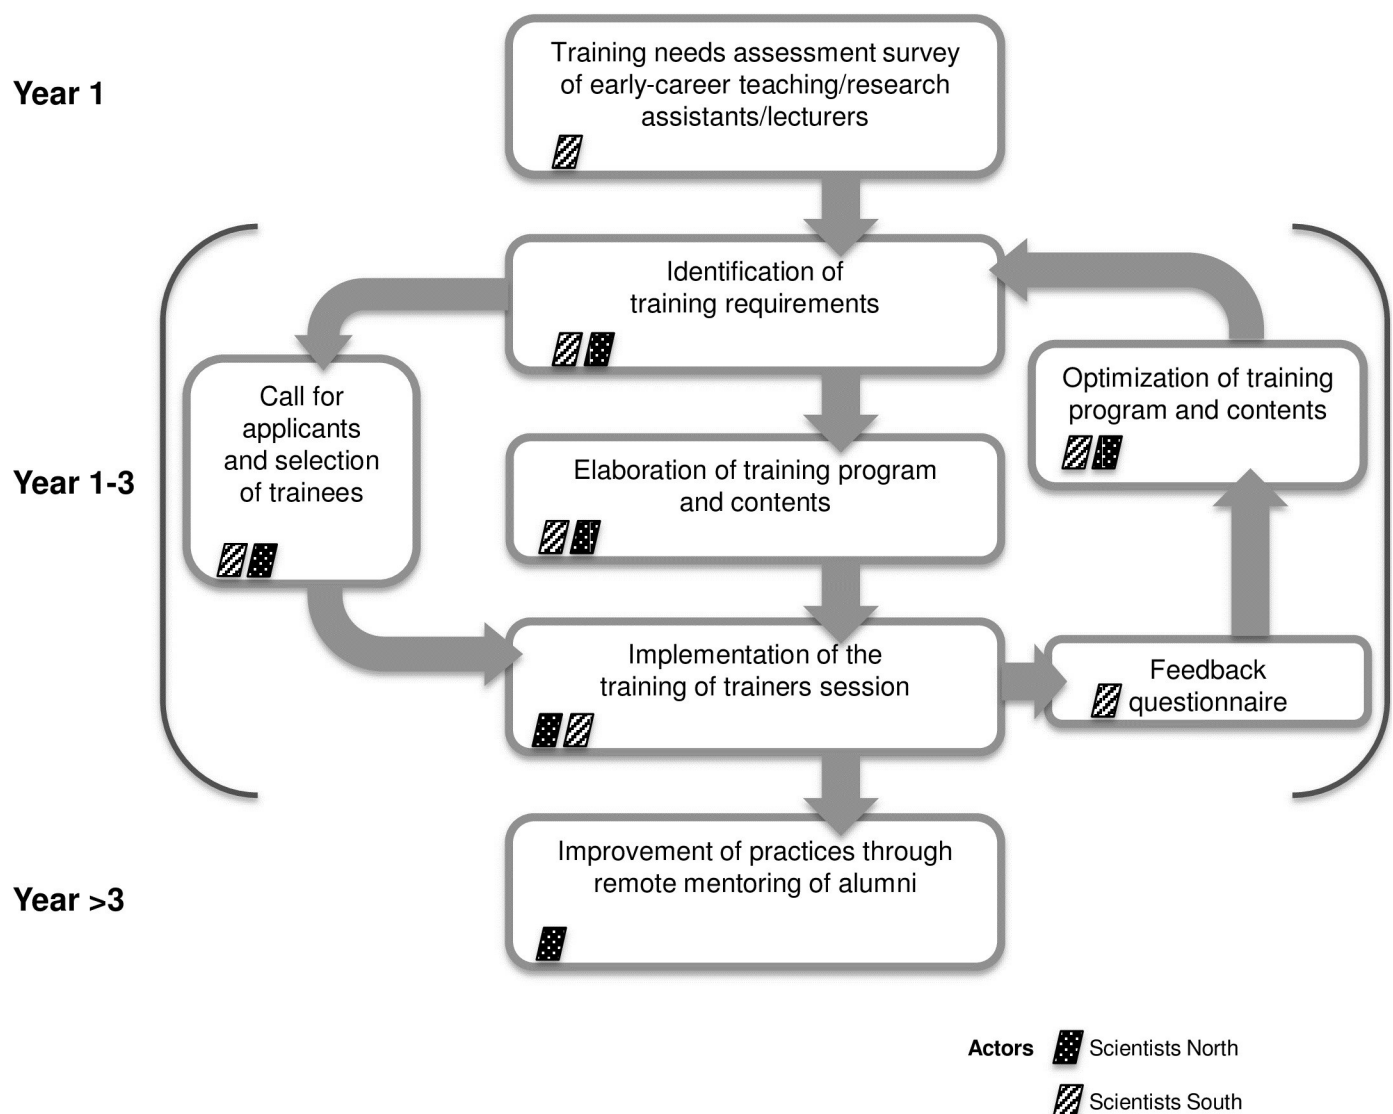 Year 1
Training needs assessment survey
of early-career teaching/research
assistants/lecturers
Identification of
training requirements
Year 1-3
Call for
applicants
and selection
of trainees
Elaboration of training program
and contents
Optimization of training
program and contents
Implementation of the
training of trainers session
Feedback
questionnaire
Year >3
Improvement of practices through
remote mentoring of alumni
Actors
Scientists North
Scientists South